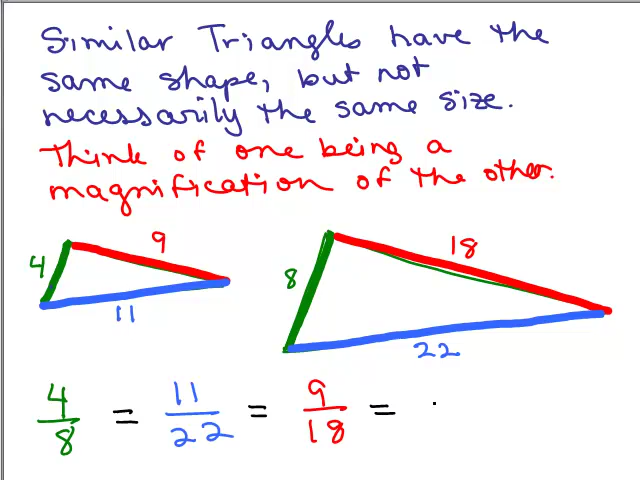 Similar Triangles have the
same shape, but not
necessarily the same size.
Think of one being a
magnification of the other.
4 9 11
8 18 22
4/8 = 11/22 = 9/18 =